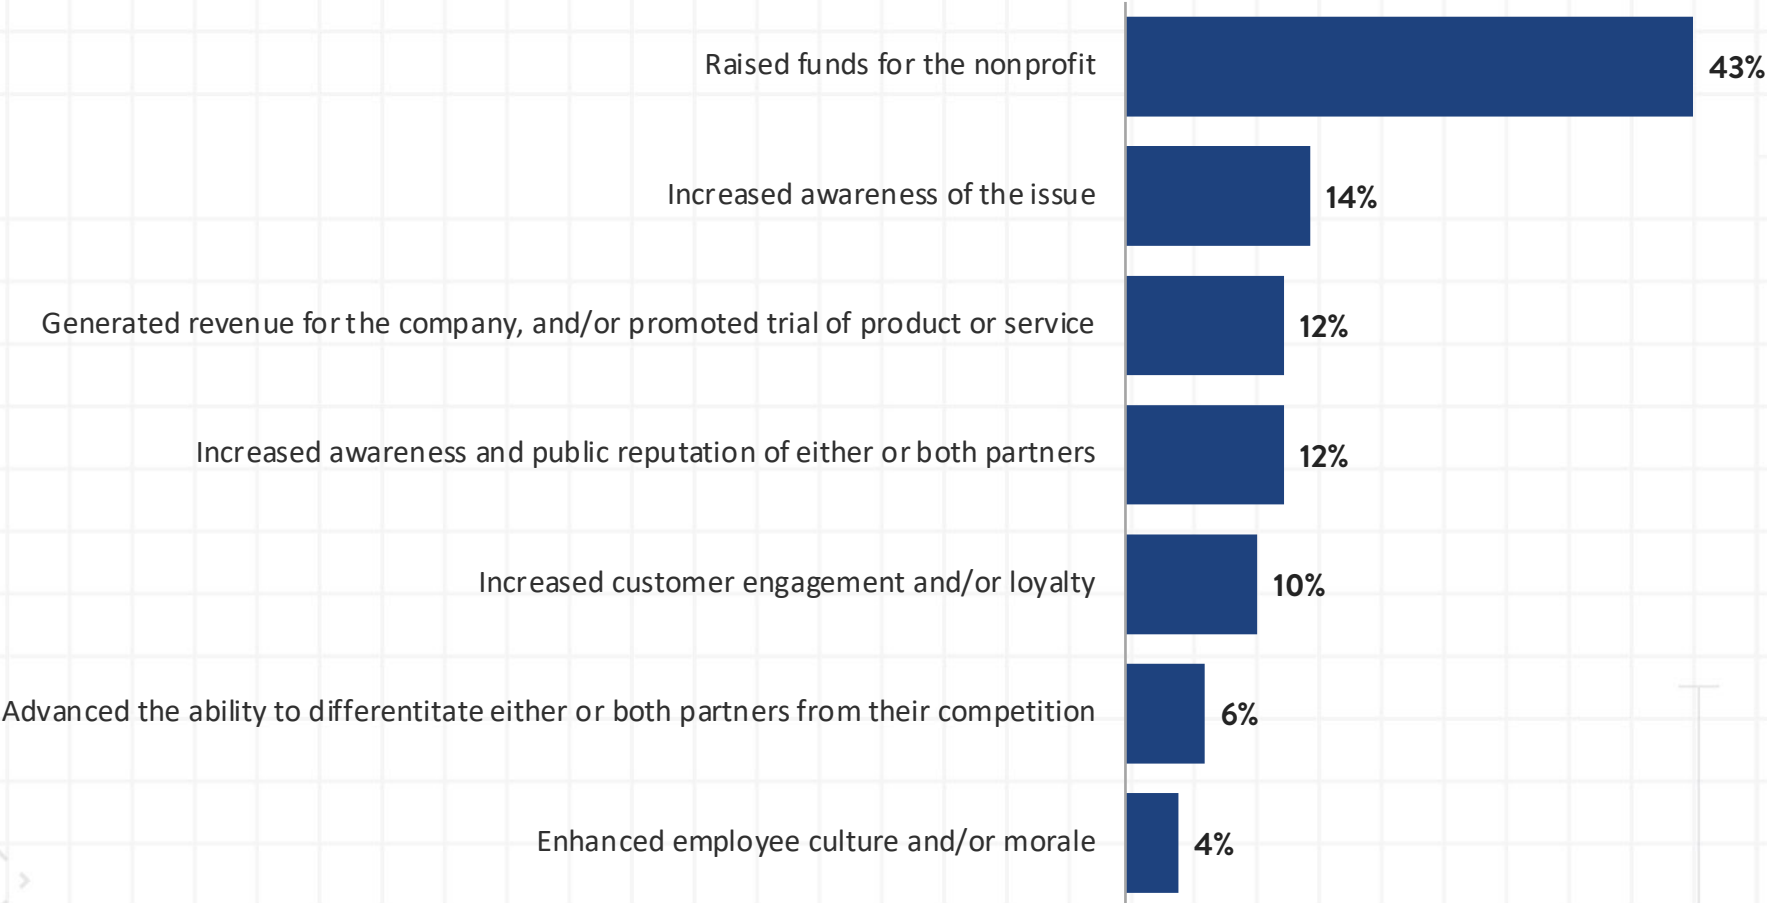 Raised funds for the nonprofit 43%
Increased awareness of the issue 14%
Generated revenue for the company, and/or promoted trial of product or service 12%
Increased awareness and public reputation of either or both partners 12%
Increased customer engagement and/or loyalty 10%
Advanced the ability to differentitate either or both partners from their competition 6%
Enhanced employee culture and/or morale 4%